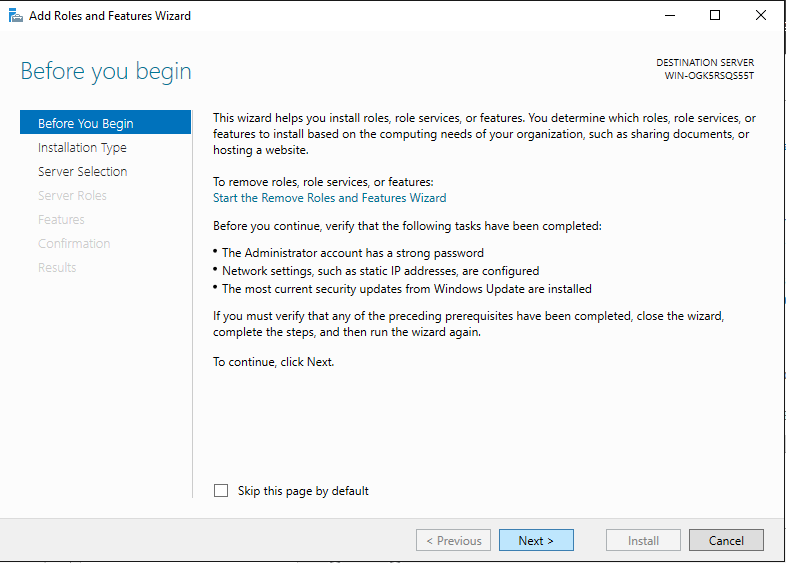 Add Roles and Features Wizard
Before you begin
DESTINATION SERVER
WIN-OGK5RSQS55T
Before You Begin
Installation Type
Server Selection
Server Roles
Features
Confirmation
Results
This wizard helps you install roles, role services, or features. You determine which roles, role services, or
features to install based on the computing needs of your organization, such as sharing documents, or
hosting a website.
To remove roles, role services, or features:
Start the Remove Roles and Features Wizard
Before you continue, verify that the following tasks have been completed:
• The Administrator account has a strong password
• Network settings, such as static IP addresses, are configured
• The most current security updates from Windows Update are installed
If you must verify that any of the preceding prerequisites have been completed, close the wizard,
complete the steps, and then run the wizard again.
To continue, click Next.
Skip this page by default
< Previous
Next >
Install
Cancel